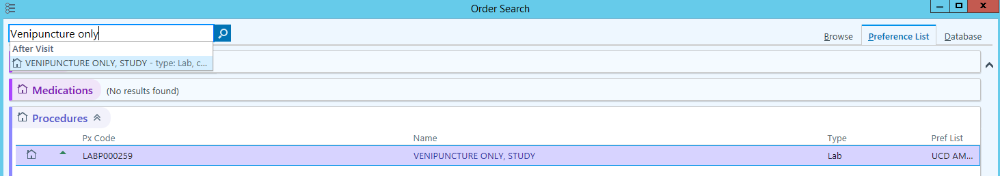 Order Search
Venipuncture only
Browse Preference List Database
After Visit
VENIPUNCTURE ONLY, STUDY - type: Lab, c...
Medications (No results found)
Procedures
Px Code Name Type Pref List
LABP000259 VENIPUNCTURE ONLY, STUDY Lab UCD AM...